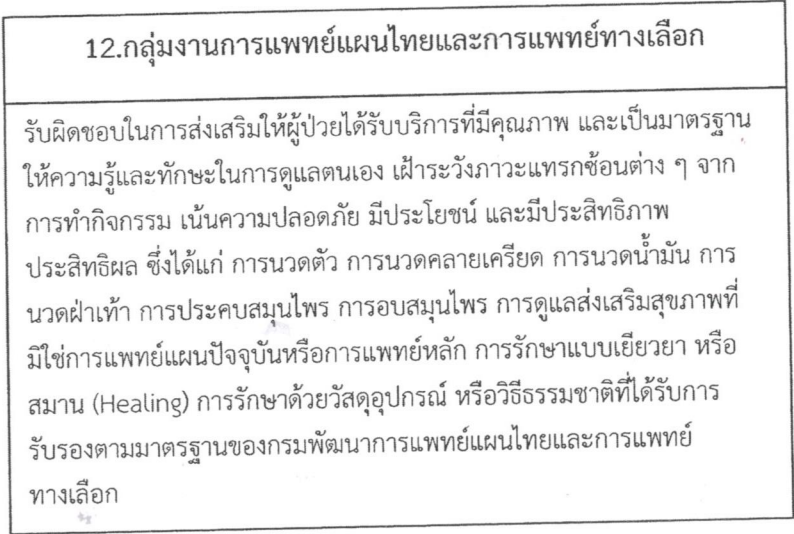 12.กลุ่มงานการแพทย์แผนไทยและการแพทย์ทางเลือก
รับผิดชอบในการส่งเสริมให้ผู้ป่วยได้รับบริการที่มีคุณภาพ และเป็นมาตรฐาน
ให้ความรู้และทักษะในการดูแลตนเอง เฝ้าระวังภาวะแทรกซ้อนต่าง ๆ จาก
การทำกิจกรรม เน้นความปลอดภัย มีประโยชน์ และมีประสิทธิภาพ
ประสิทธิผล ซึ่งได้แก่ การนวดตัว การนวดคลายเครียด การนวดน้ำมัน การ
นวดฝ่าเท้า การประคบสมุนไพร การอบสมุนไพร การดูแลส่งเสริมสุขภาพที่
มิใช่การแพทย์แผนปัจจุบันหรือการแพทย์หลัก การรักษาแบบเยียวยา หรือ
สมาน (Healing) การรักษาด้วยวัสดุอุปกรณ์ หรือวิธีธรรมชาติที่ได้รับการ
รับรองตามมาตรฐานของกรมพัฒนาการแพทย์แผนไทยและการแพทย์
ทางเลือก